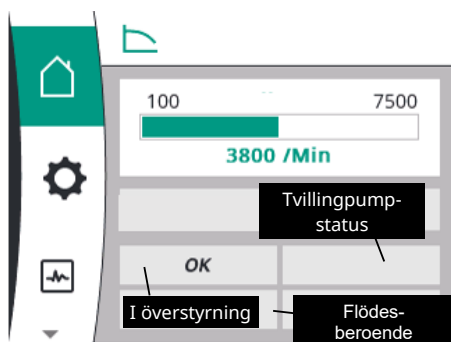 100 7500
3800 /Min
Tvillingpump-
status
OK
I överstyrning
Flödes-
beroende